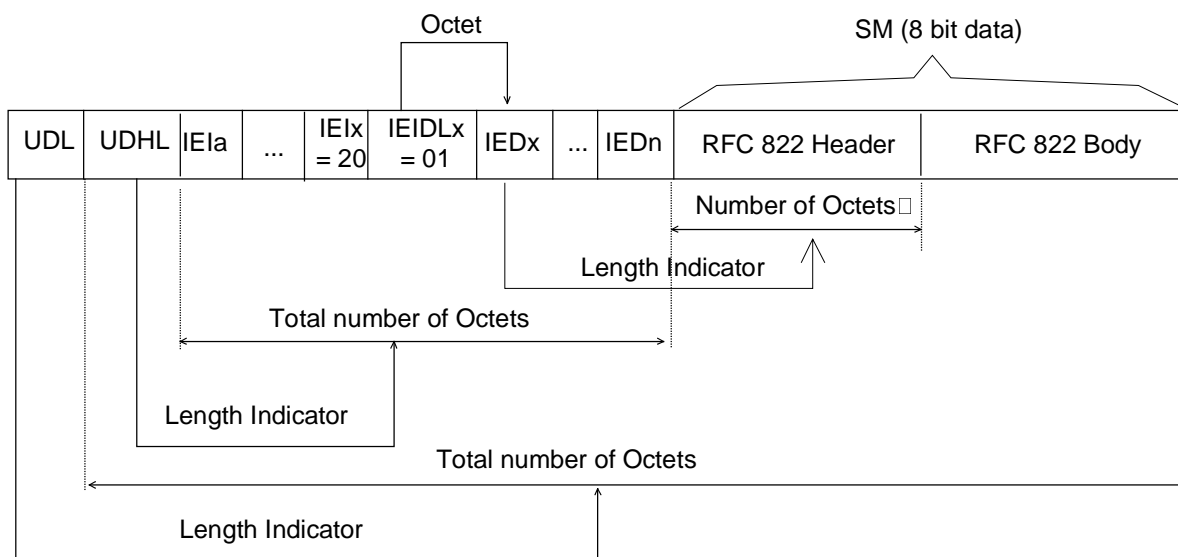 Octet
SM (8 bit data)
UDL
UDHL
IEIa
...
IEIx
= 20
IEIDLx
= 01
IEDx
...
IEDn
RFC 822 Header
RFC 822 Body
Number of Octets□
Length Indicator
Total number of Octets
Length Indicator
Total number of Octets
Length Indicator